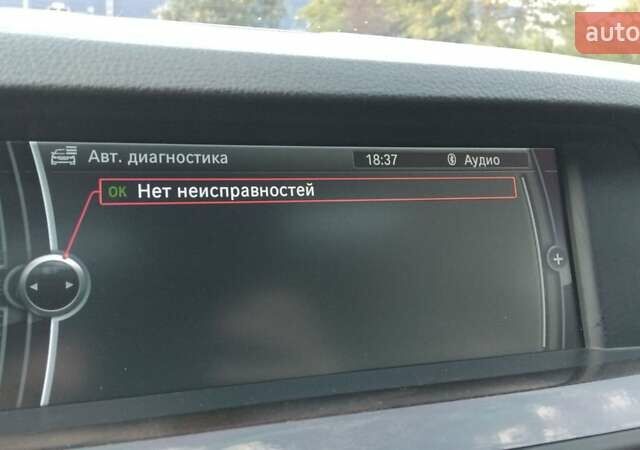 auto
Авт. диагностика 18:37 Аудио
OK Нет неисправностей